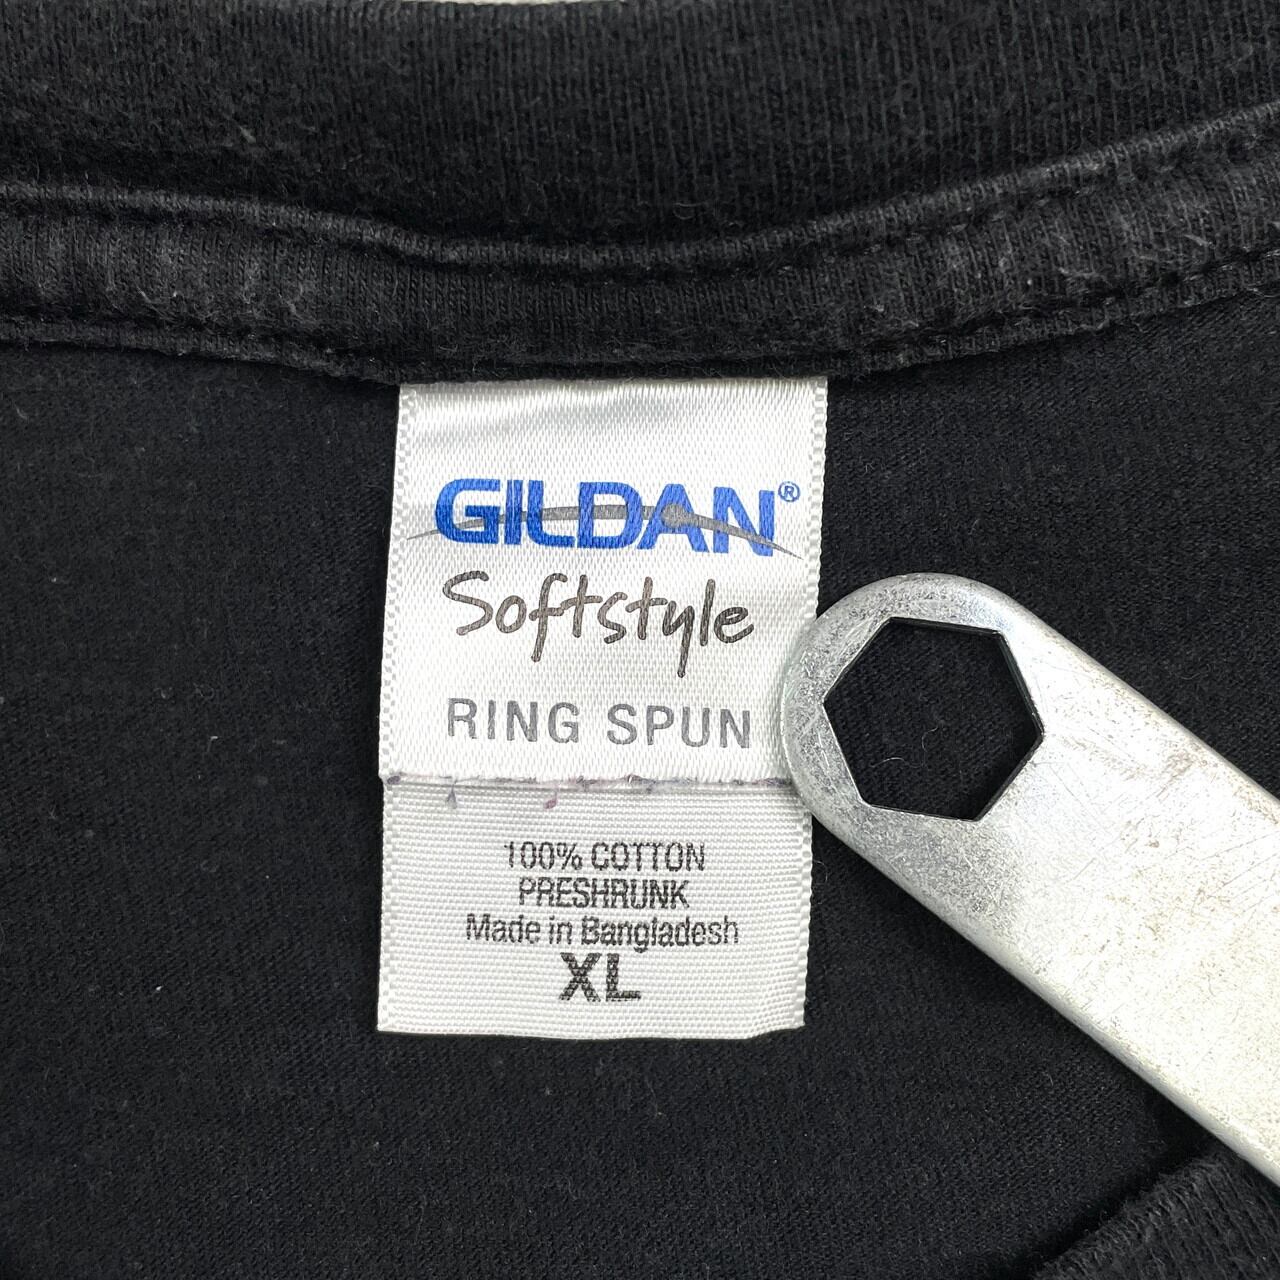 GILDAN®
Softstyle
RING SPUN
100% COTTON
PRESHRUNK
Made in Bangladesh
XL